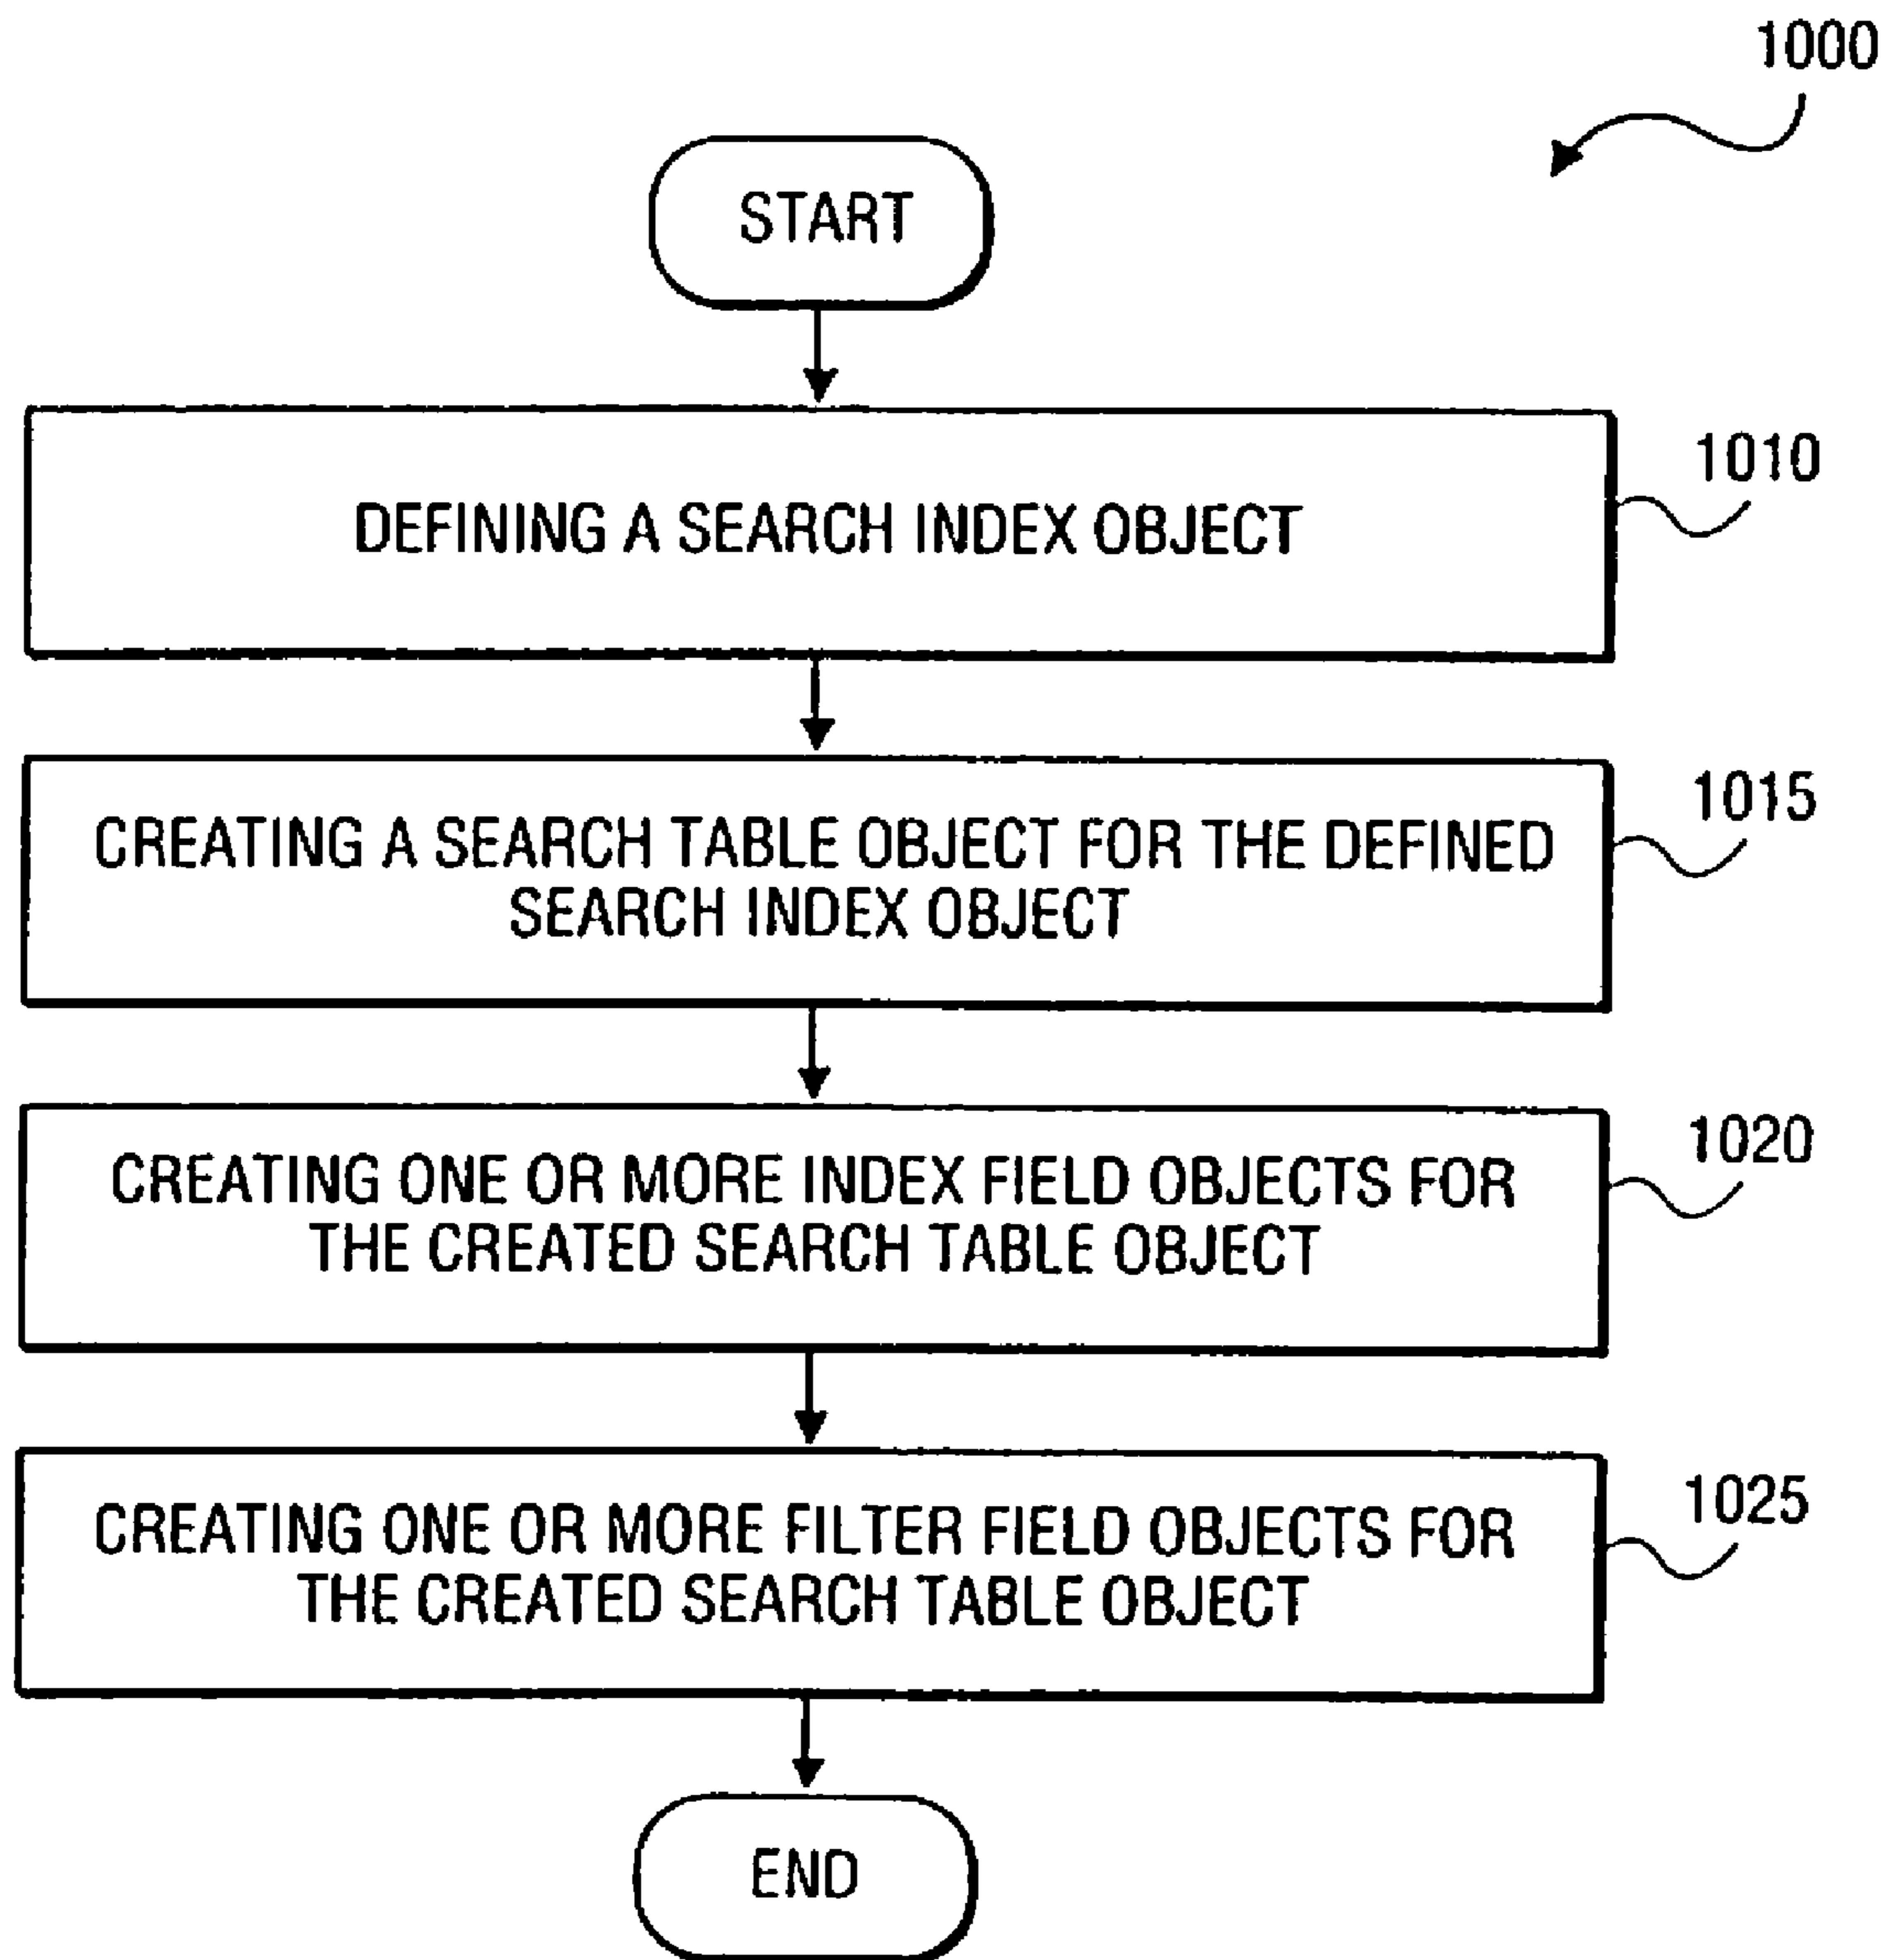 1000
START
DEFINING A SEARCH INDEX OBJECT
1010
CREATING A SEARCH TABLE OBJECT FOR THE DEFINED
SEARCH INDEX OBJECT
1015
CREATING ONE OR MORE INDEX FIELD OBJECTS FOR
THE CREATED SEARCH TABLE OBJECT
1020
CREATING ONE OR MORE FILTER FIELD OBJECTS FOR
THE CREATED SEARCH TABLE OBJECT
1025
END